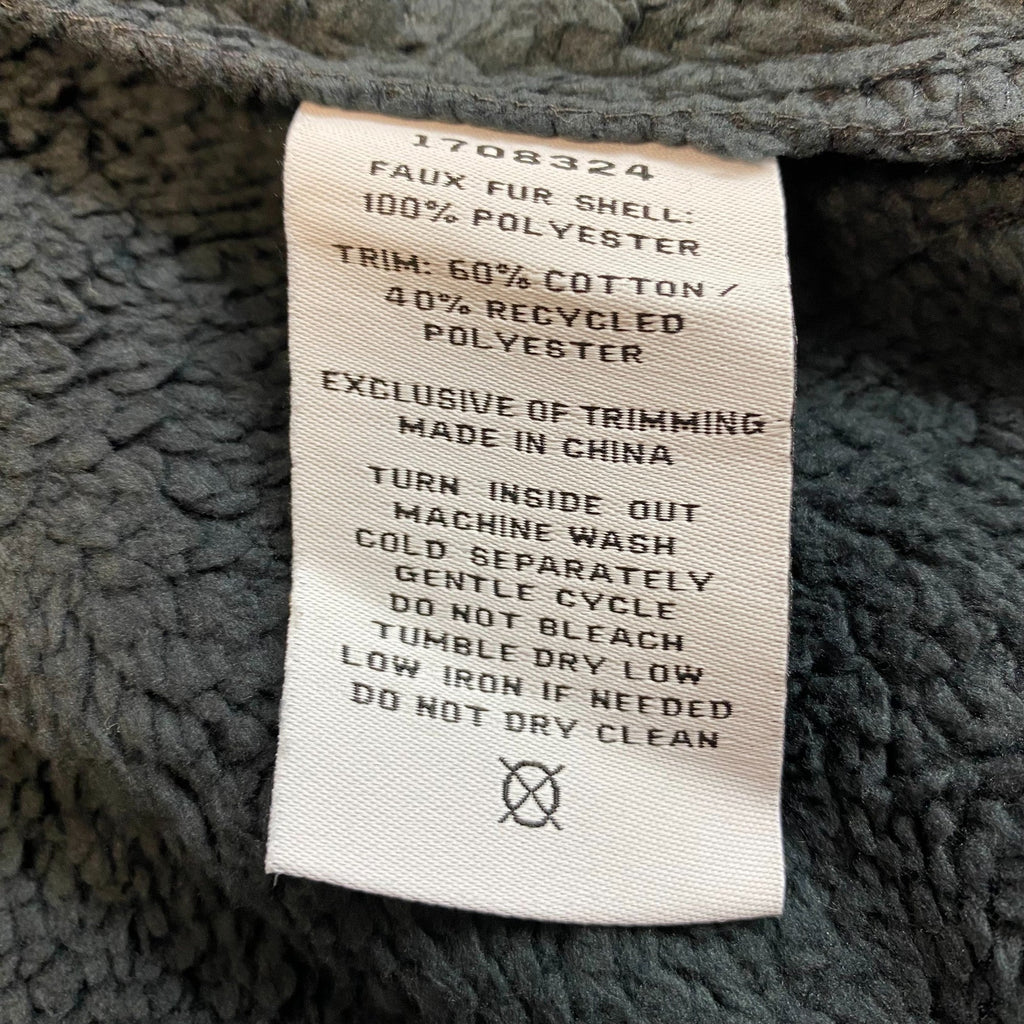 1708324
FAUX FUR SHELL:
100% POLYESTER
TRIM: 60% COTTON /
40% RECYCLED
POLYESTER
EXCLUSIVE OF TRIMMING
MADE IN CHINA
TURN INSIDE OUT
MACHINE WASH
COLD SEPARATELY
GENTLE CYCLE
DO NOT BLEACH
TUMBLE DRY LOW
LOW IRON IF NEEDED
DO NOT DRY CLEAN